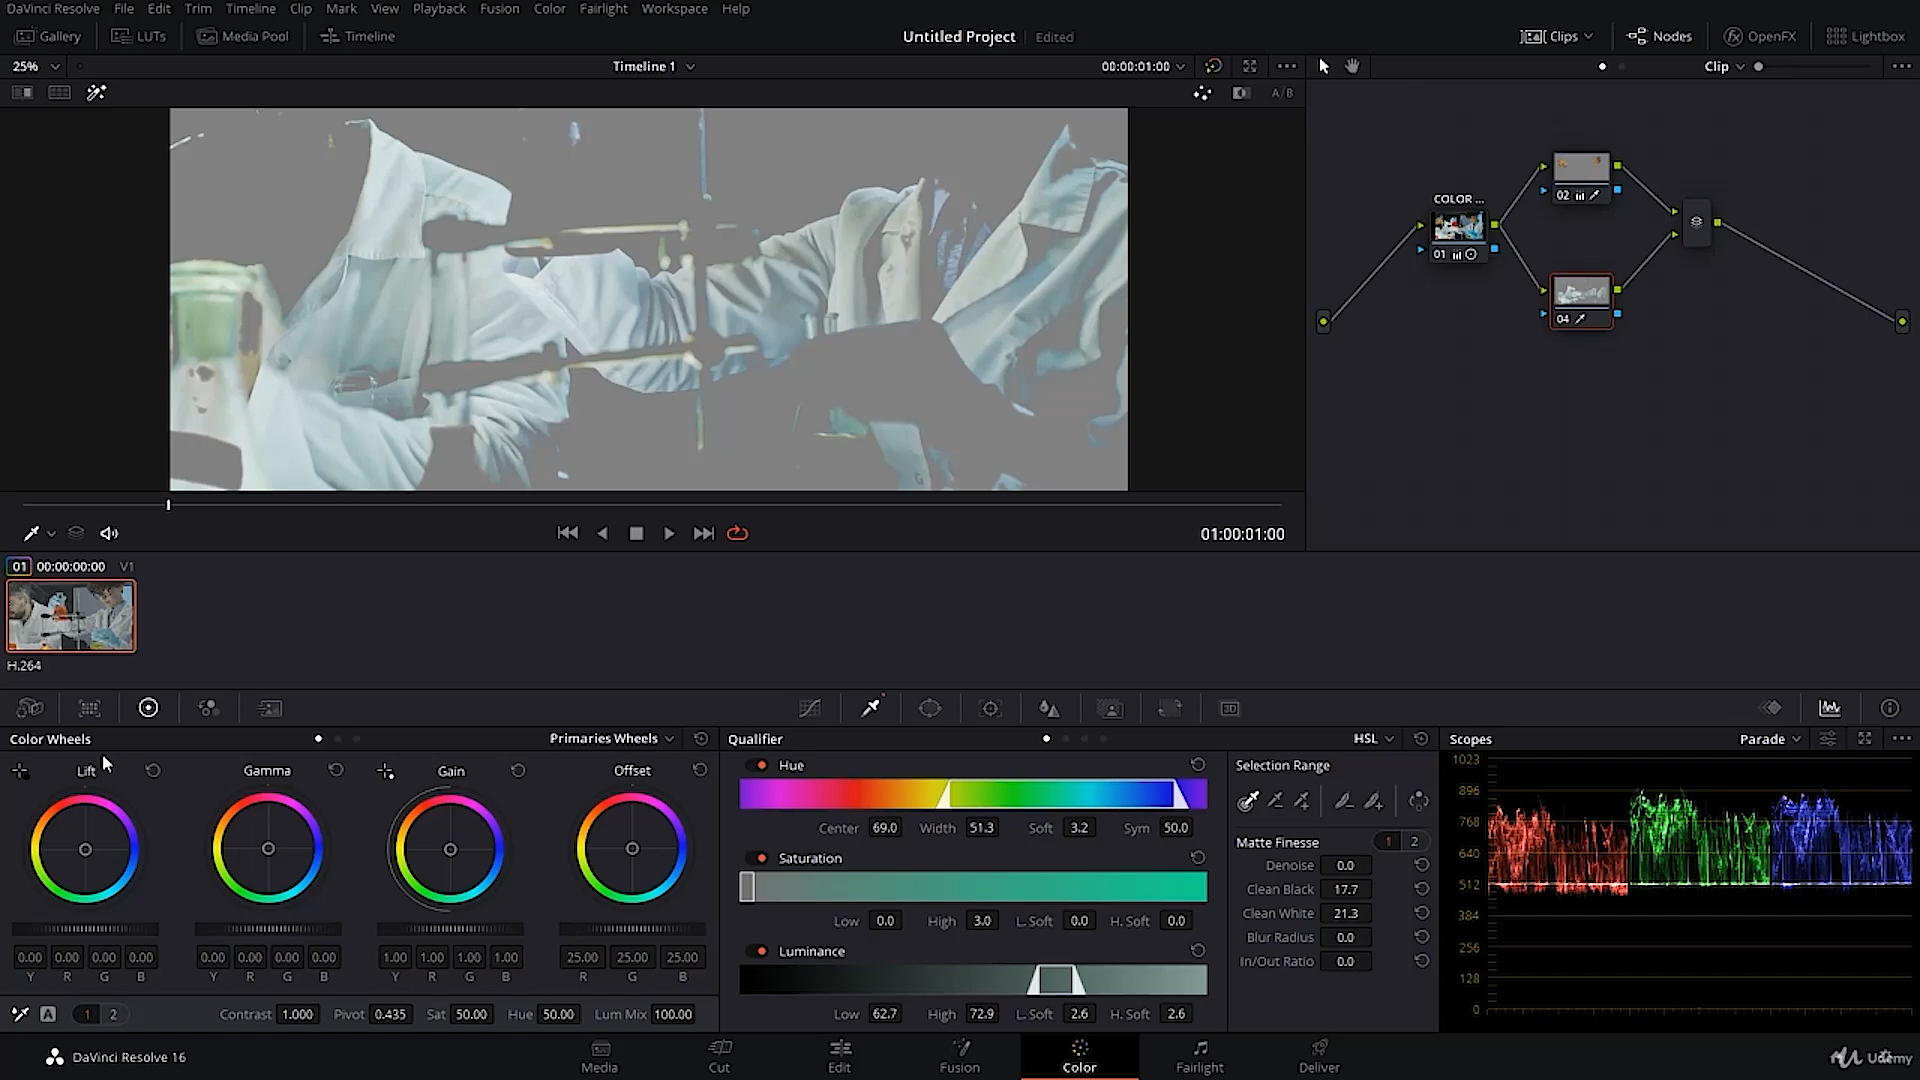 DaVinci Resolve File Edit Trim Timeline Clip Mark View Playback Fusion Color Fairlight Workspace Help
Gallery LUTs Media Pool Timeline Untitled Project Edited Clips Nodes OpenFX Lightbox
25% Timeline 1 00:00:01:00 Clip
A/B
COLOR ...
01
02
04
01:00:01:00
01 00:00:00:00 V1
H.264
3D
Color Wheels Primaries Wheels
Lift Gamma Gain Offset
0.00 0.00 0.00 0.00 0.00 0.00 0.00 0.00 1.00 1.00 1.00 1.00 25.00 25.00 25.00
Y R G B Y R G B Y R G B R G B
A 1 2 Contrast 1.000 Pivot 0.435 Sat 50.00 Hue 50.00 Lum Mix 100.00
Qualifier HSL
Hue
Center 69.0 Width 51.3 Soft 3.2 Sym 50.0
Saturation
Low 0.0 High 3.0 L. Soft 0.0 H. Soft 0.0
Luminance
Low 62.7 High 72.9 L. Soft 2.6 H. Soft 2.6
Selection Range
Matte Finesse 1 2
Denoise 0.0
Clean Black 17.7
Clean White 21.3
Blur Radius 0.0
In/Out Ratio 0.0
Scopes Parade
1023
896
768
640
512
384
256
128
0
DaVinci Resolve 16 Media Cut Edit Fusion Color Fairlight Deliver
Udemy